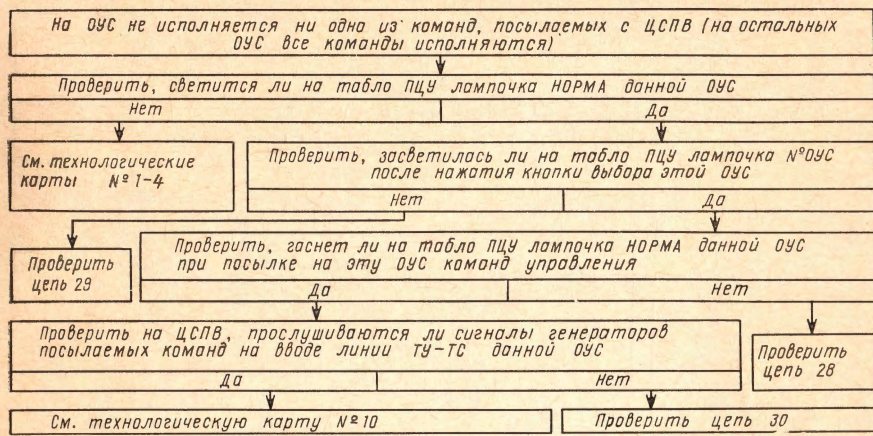 На ОУС не исполняется ни одна из команд, посылаемых с ЦСПВ (на остальных
ОУС все команды исполняются)
Проверить, светится ли на табло ПЦУ лампочка НОРМА данной ОУС
Нет
Да
См. технологические
карты № 1-4
Проверить, засветилась ли на табло ПЦУ лампочка №ОУС
после нажатия кнопки выбора этой ОУС
Нет
Да
Проверить
цепь 29
Проверить, гаснет ли на табло ПЦУ лампочка НОРМА данной ОУС
при посылке на эту ОУС команд управления
Да
Нет
Проверить на ЦСПВ, прослушиваются ли сигналы генераторов
посылаемых команд на вводе линии ТУ-ТС данной ОУС
Да
Нет
Проверить
цепь 28
См. технологическую карту № 10
Проверить цепь 30